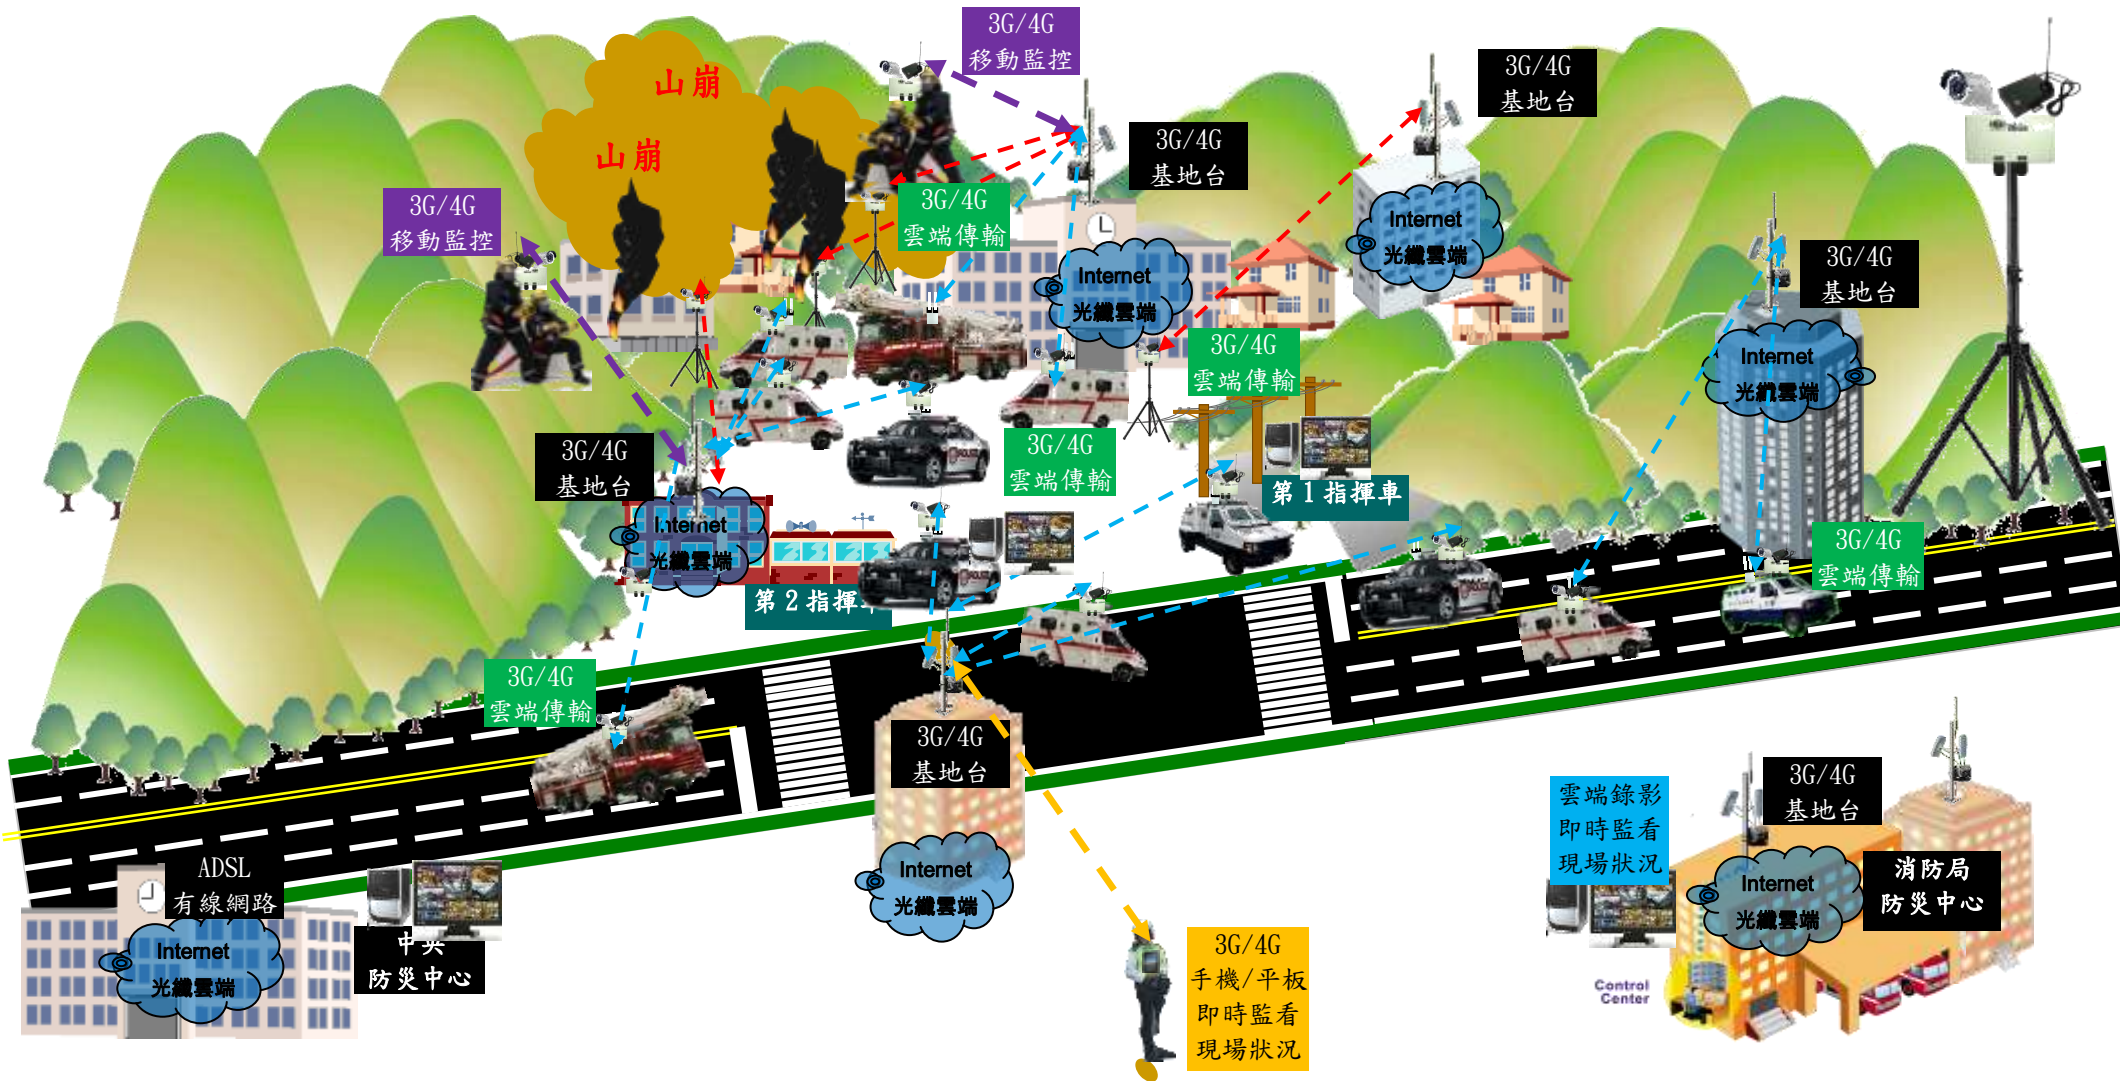 3G/4G
移動監控
山崩
3G/4G
基地台
3G/4G
基地台
山崩
3G/4G
移動監控
3G/4G
雲端傳輸
Internet
光纖雲端
3G/4G
基地台
Internet
光纖雲端
3G/4G
雲端傳輸
Internet
光纖雲端
3G/4G
基地台
3G/4G
雲端傳輸
第1指揮車
Internet
光纖雲端
3G/4G
雲端傳輸
第2指揮車
3G/4G
雲端傳輸
3G/4G
基地台
3G/4G
基地台
雲端錄影
即時監看
現場狀況
ADSL
有線網路
Internet
光纖雲端
Internet
光纖雲端
消防局
防災中心
Internet
光纖雲端
中央
防災中心
3G/4G
手機/平板
即時監看
現場狀況
Control
Center